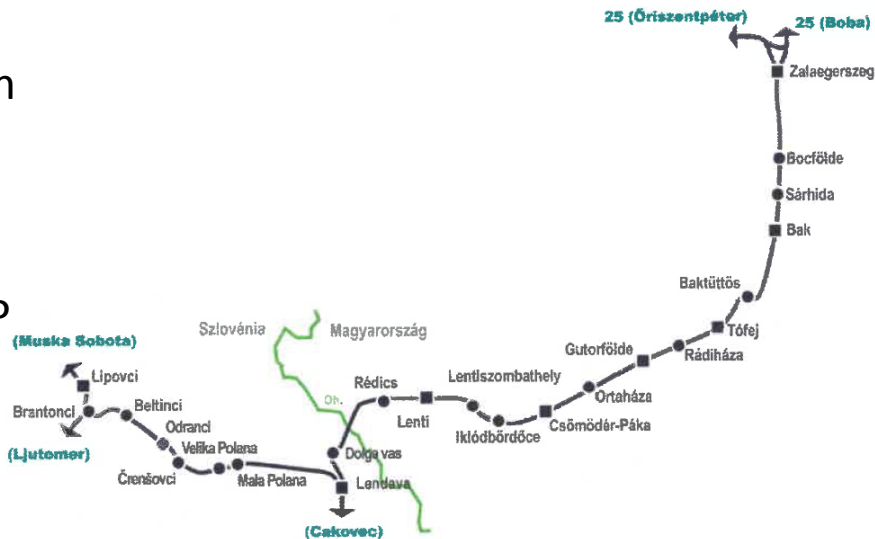 25 (Őriszentpéter)
25 (Boba)
Zalaegerszeg
Bocfölde
Sárhida
Bak
Baktüttös
Tófej
Rádiháza
Gutorfölde
Ortaháza
Csömödér-Páka
Iklódbördőce
Lentiszombathely
Lenti
Rédics
Szlovénia
Magyarország
Oh.
Dolga vas
Lendava
(Cakovec)
(Muska Sobota)
Lipovci
Brantonci
Beltinci
Odranci
Velika Polana
Črenšovci
Mala Polana
(Ljutomer)